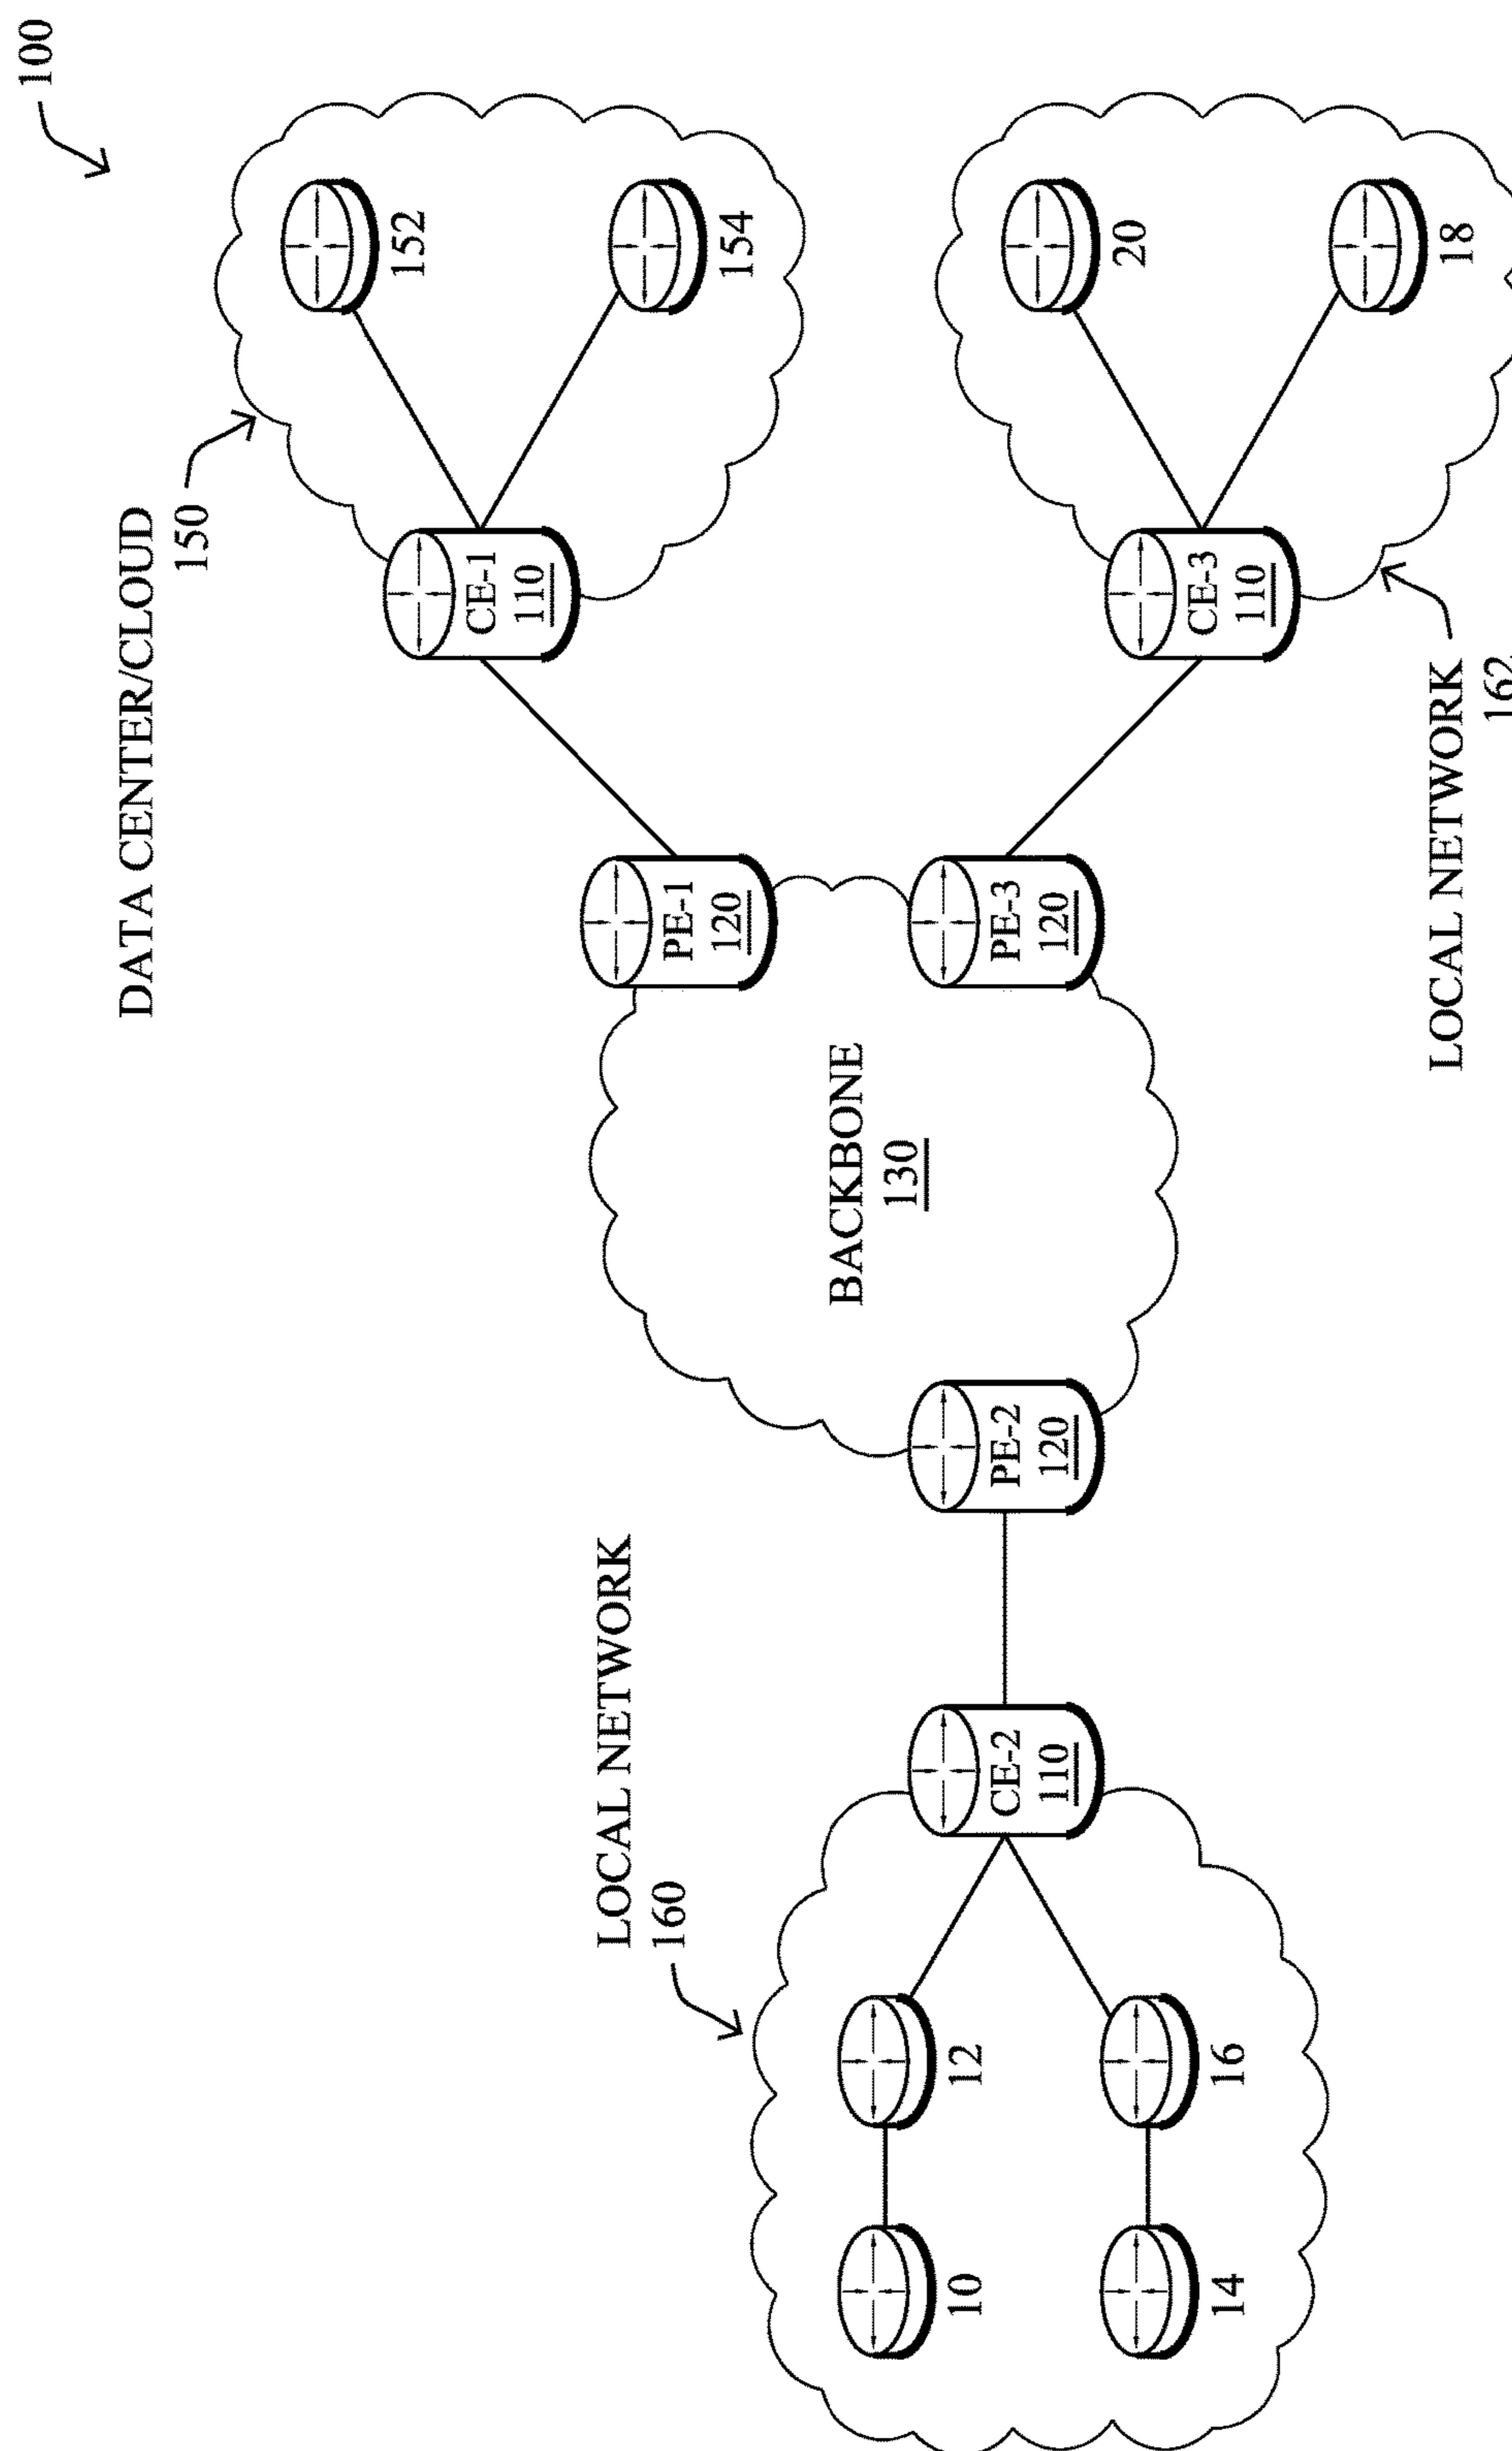 100
DATA CENTER/CLOUD
150
152
CE-1
110
154
LOCAL NETWORK
160
PE-1
120
BACKBONE
130
10
12
CE-2
110
PE-2
120
PE-3
120
20
14
16
CE-3
110
18
LOCAL NETWORK
162